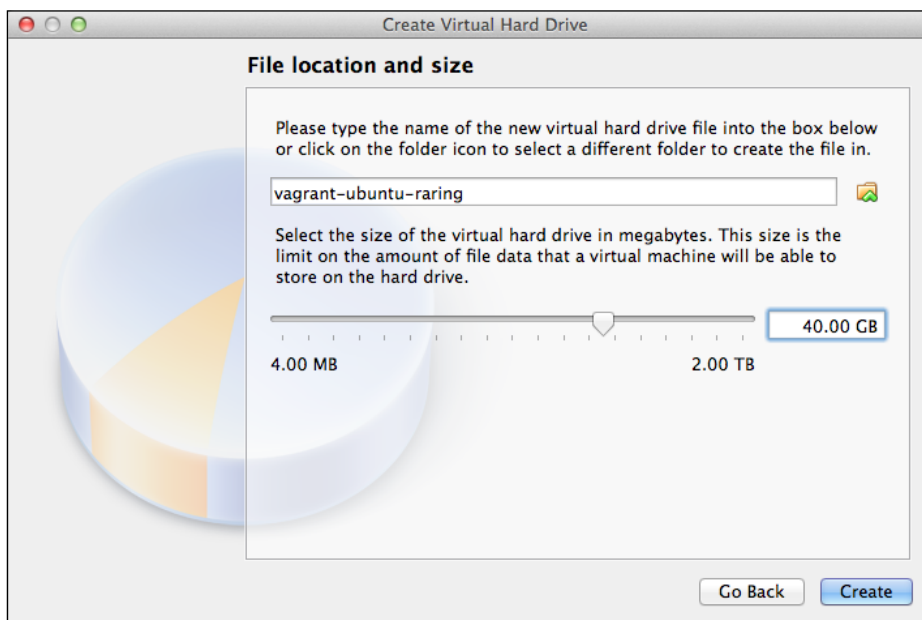 Create Virtual Hard Drive
File location and size
Please type the name of the new virtual hard drive file into the box below
or click on the folder icon to select a different folder to create the file in.
vagrant-ubuntu-raring
Select the size of the virtual hard drive in megabytes. This size is the
limit on the amount of file data that a virtual machine will be able to
store on the hard drive.
40.00 GB
4.00 MB
2.00 TB
Go Back
Create